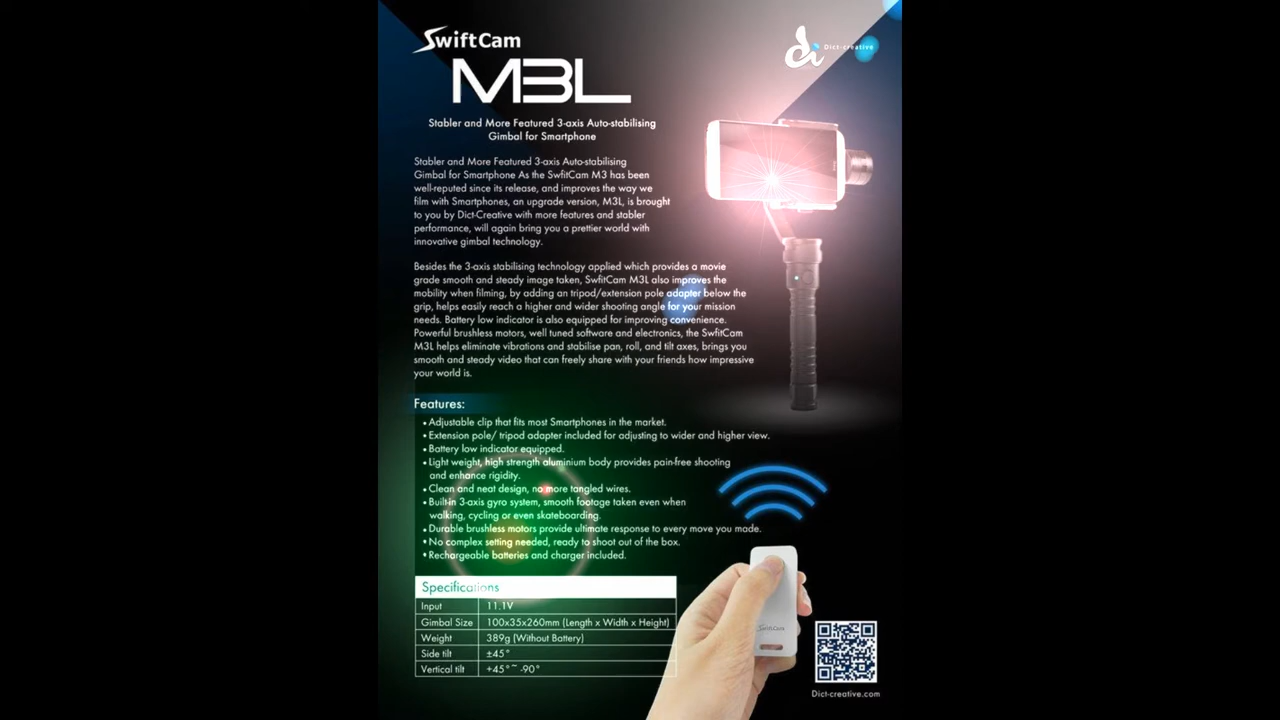 SwiftCam
M3L
Dict-creative
Stabler and More Featured 3-axis Auto-stabilising
Gimbal for Smartphone
Stabler and More Featured 3-axis Auto-stabilising
Gimbal for Smartphone As the SwfitCam M3 has been
well-reputed since its release, and improves the way we
film with Smartphones, an upgrade version, M3L, is brought
to you by Dict-Creative with more features and stabler
performance, will again bring you a prettier world with
innovative gimbal technology.
Besides the 3-axis stabilising technology applied which provides a movie
grade smooth and steady image taken, SwfitCam M3L also improves the
mobility when filming, by adding an tripod/extension pole adapter below the
grip, helps easily reach a higher and wider shooting angle for your mission
needs. Battery low indicator is also equipped for improving convenience.
Powerful brushless motors, well tuned software and electronics, the SwfitCam
M3L helps eliminate vibrations and stabilise pan, roll, and tilt axes, brings you
smooth and steady video that can freely share with your friends how impressive
your world is.
Features:
• Adjustable clip that fits most Smartphones in the market.
• Extension pole/ tripod adapter included for adjusting to wider and higher view.
• Battery low indicator equipped.
• Light weight, high strength aluminium body provides pain-free shooting
and enhance rigidity.
• Clean and neat design, no more tangled wires.
• Built-in 3-axis gyro system, smooth footage taken even when
walking, cycling or even skateboarding.
• Durable brushless motors provide ultimate response to every move you made.
• No complex setting needed, ready to shoot out of the box.
• Rechargeable batteries and charger included.
Specifications
Input 11.1V
Gimbal Size 100x35x260mm (Length x Width x Height)
Weight 389g (Without Battery)
Side tilt ±45°
Vertical tilt +45°~ -90°
SwiftCam
Dict-creative.com